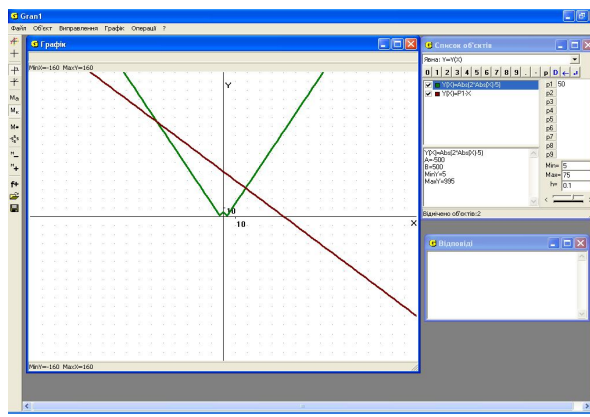 Gran1
Файл Об'єкт Виправлення Графік Операції ?
Графік
MinX=-160 MaxY=160
Y
10
10
X
MinY=-160 MaxX=160
Список об'єктів
Явна: Y=Y(X)
0 1 2 3 4 5 6 7 8 9 . - p D
Y(X)=Abs(2*Abs(X)-5)
Y(X)=P1-X
p1 50
p2
p3
p4
p5
p6
p7
p8
p9
Min= 5
Max= 75
h= 0.1
Y(X)=Abs(2*Abs(X)-5)
A=-500
B=500
MinY=5
MaxY=995
Відмічено об'єктів:2
Відповіді